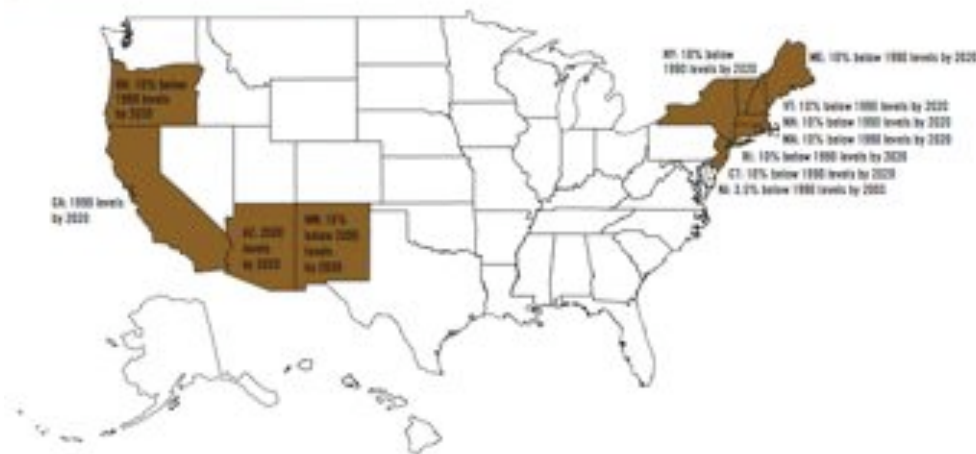 NY: 10% below
1990 levels by 2020
ME: 10% below 1990 levels by 2020
OR: 10% below
1990 levels
by 2020
VT: 10% below 1990 levels by 2020
NH: 10% below 1990 levels by 2020
MA: 10% below 1990 levels by 2020
RI: 10% below 1990 levels by 2020
CT: 10% below 1990 levels by 2020
NJ: 3.5% below 1990 levels by 2005
CA: 1990 levels
by 2020
AZ: 2000
levels
by 2020
NM: 10%
below 2000
levels
by 2020